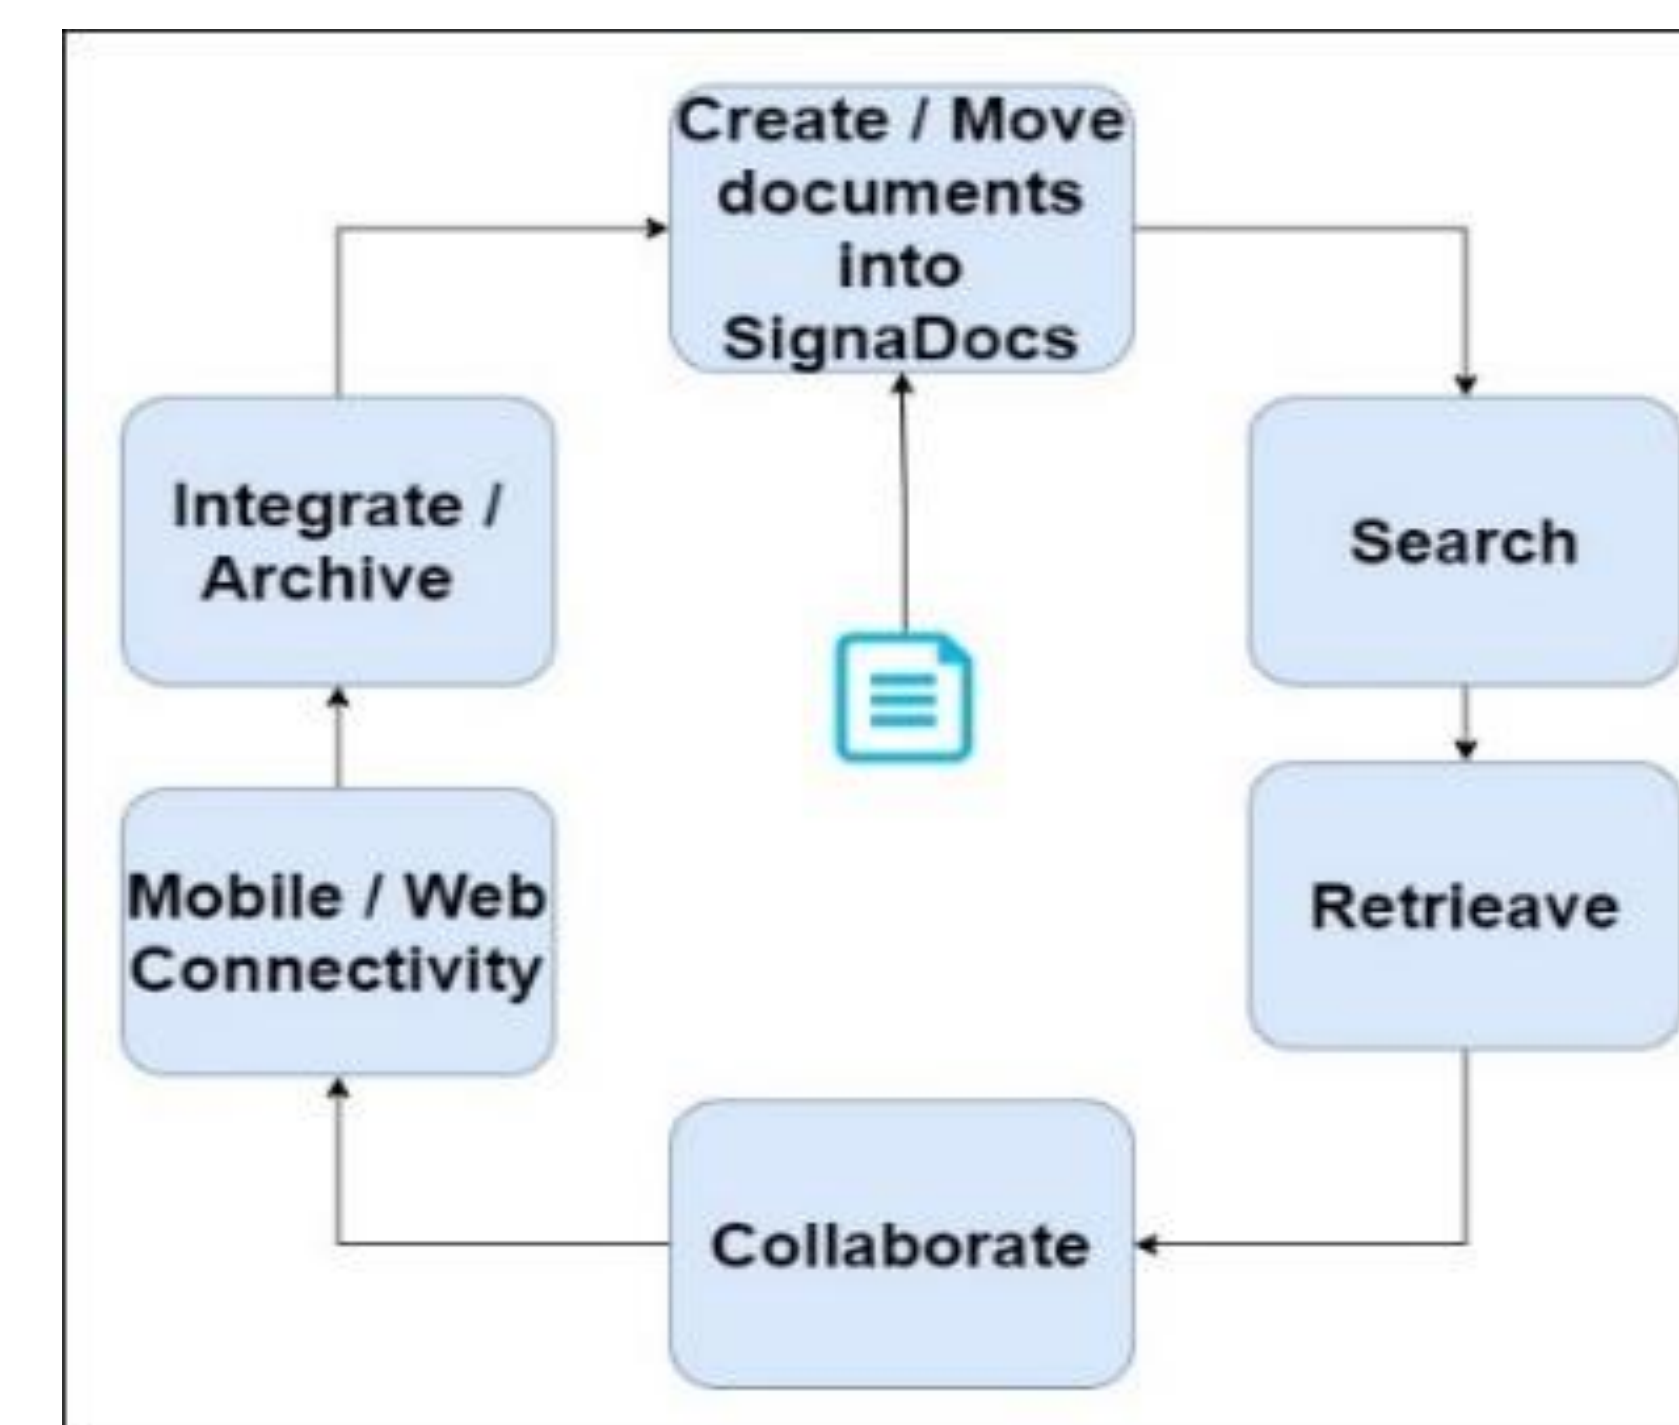 Create / Move
documents
into
SignaDocs
Integrate /
Archive
Search
Mobile / Web
Connectivity
Retrieave
Collaborate